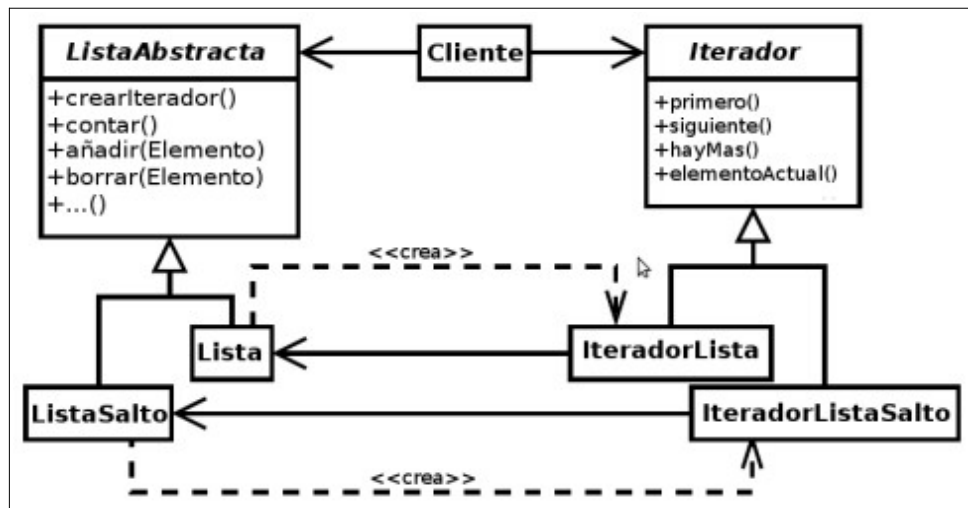 ListaAbstracta
+crearIterador()
+contar()
+añadir(Elemento)
+borrar(Elemento)
+...()
Cliente
Iterador
+primero()
+siguiente()
+hayMas()
+elementoActual()
<<crea>>
Lista
IteradorLista
ListaSalto
IteradorListaSalto
<<crea>>